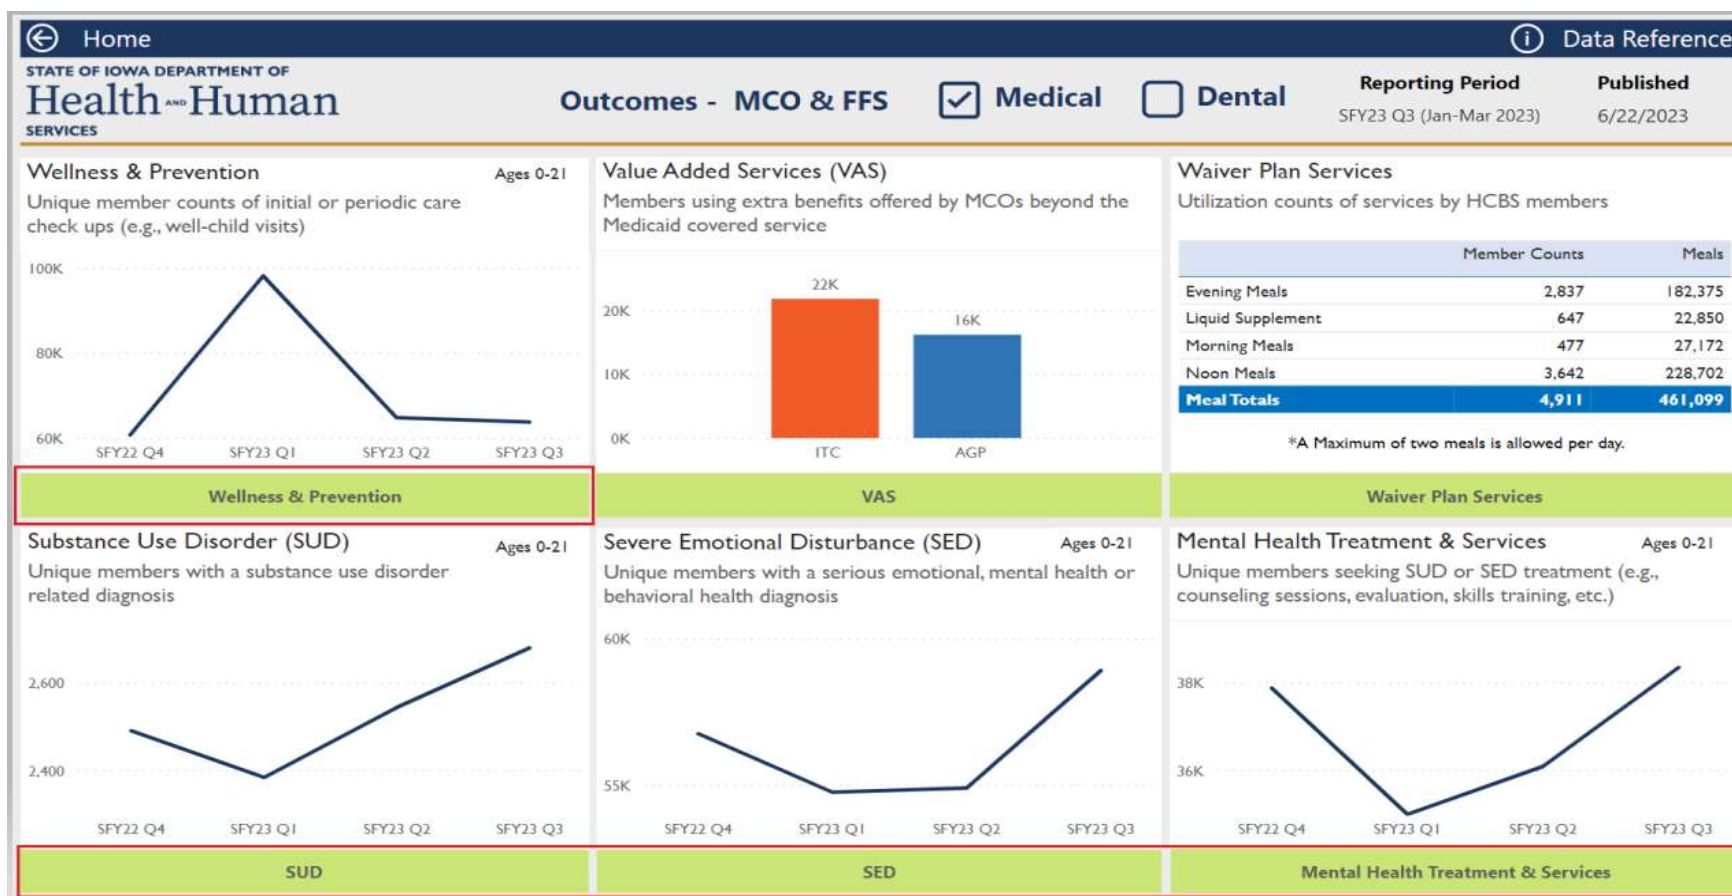 Home
Data Reference
STATE OF IOWA DEPARTMENT OF
Health AND Human
SERVICES
Outcomes - MCO & FFS
Medical
Dental
Reporting Period
SFY23 Q3 (Jan-Mar 2023)
Published
6/22/2023
Wellness & Prevention
Ages 0-21
Unique member counts of initial or periodic care
check ups (e.g., well-child visits)
100K
80K
60K
SFY22 Q4 SFY23 Q1 SFY23 Q2 SFY23 Q3
Wellness & Prevention
Value Added Services (VAS)
Members using extra benefits offered by MCOs beyond the
Medicaid covered service
22K
20K
16K
10K
0K
ITC AGP
VAS
Waiver Plan Services
Utilization counts of services by HCBS members
Member Counts Meals
Evening Meals 2,837 182,375
Liquid Supplement 647 22,850
Morning Meals 477 27,172
Noon Meals 3,642 228,702
Meal Totals 4,911 461,099
*A Maximum of two meals is allowed per day.
Waiver Plan Services
Substance Use Disorder (SUD)
Ages 0-21
Unique members with a substance use disorder
related diagnosis
2,600
2,400
SFY22 Q4 SFY23 Q1 SFY23 Q2 SFY23 Q3
SUD
Severe Emotional Disturbance (SED)
Ages 0-21
Unique members with a serious emotional, mental health or
behavioral health diagnosis
60K
55K
SFY22 Q4 SFY23 Q1 SFY23 Q2 SFY23 Q3
SED
Mental Health Treatment & Services
Ages 0-21
Unique members seeking SUD or SED treatment (e.g.,
counseling sessions, evaluation, skills training, etc.)
38K
36K
SFY22 Q4 SFY23 Q1 SFY23 Q2 SFY23 Q3
Mental Health Treatment & Services